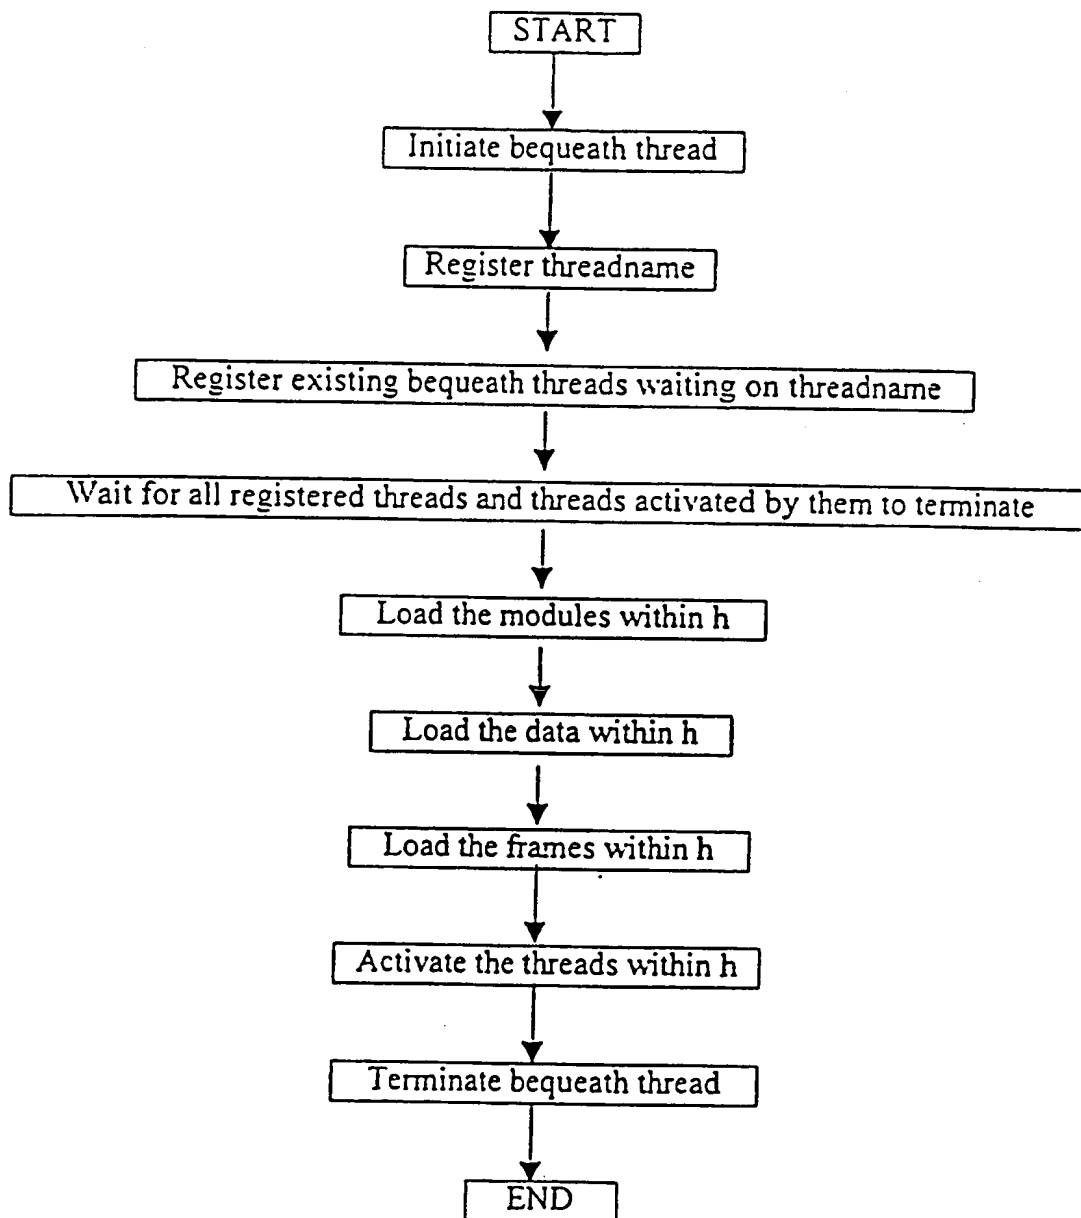 START
Initiate bequeath thread
Register threadname
Register existing bequeath threads waiting on threadname
Wait for all registered threads and threads activated by them to terminate
Load the modules within h
Load the data within h
Load the frames within h
Activate the threads within h
Terminate bequeath thread
END